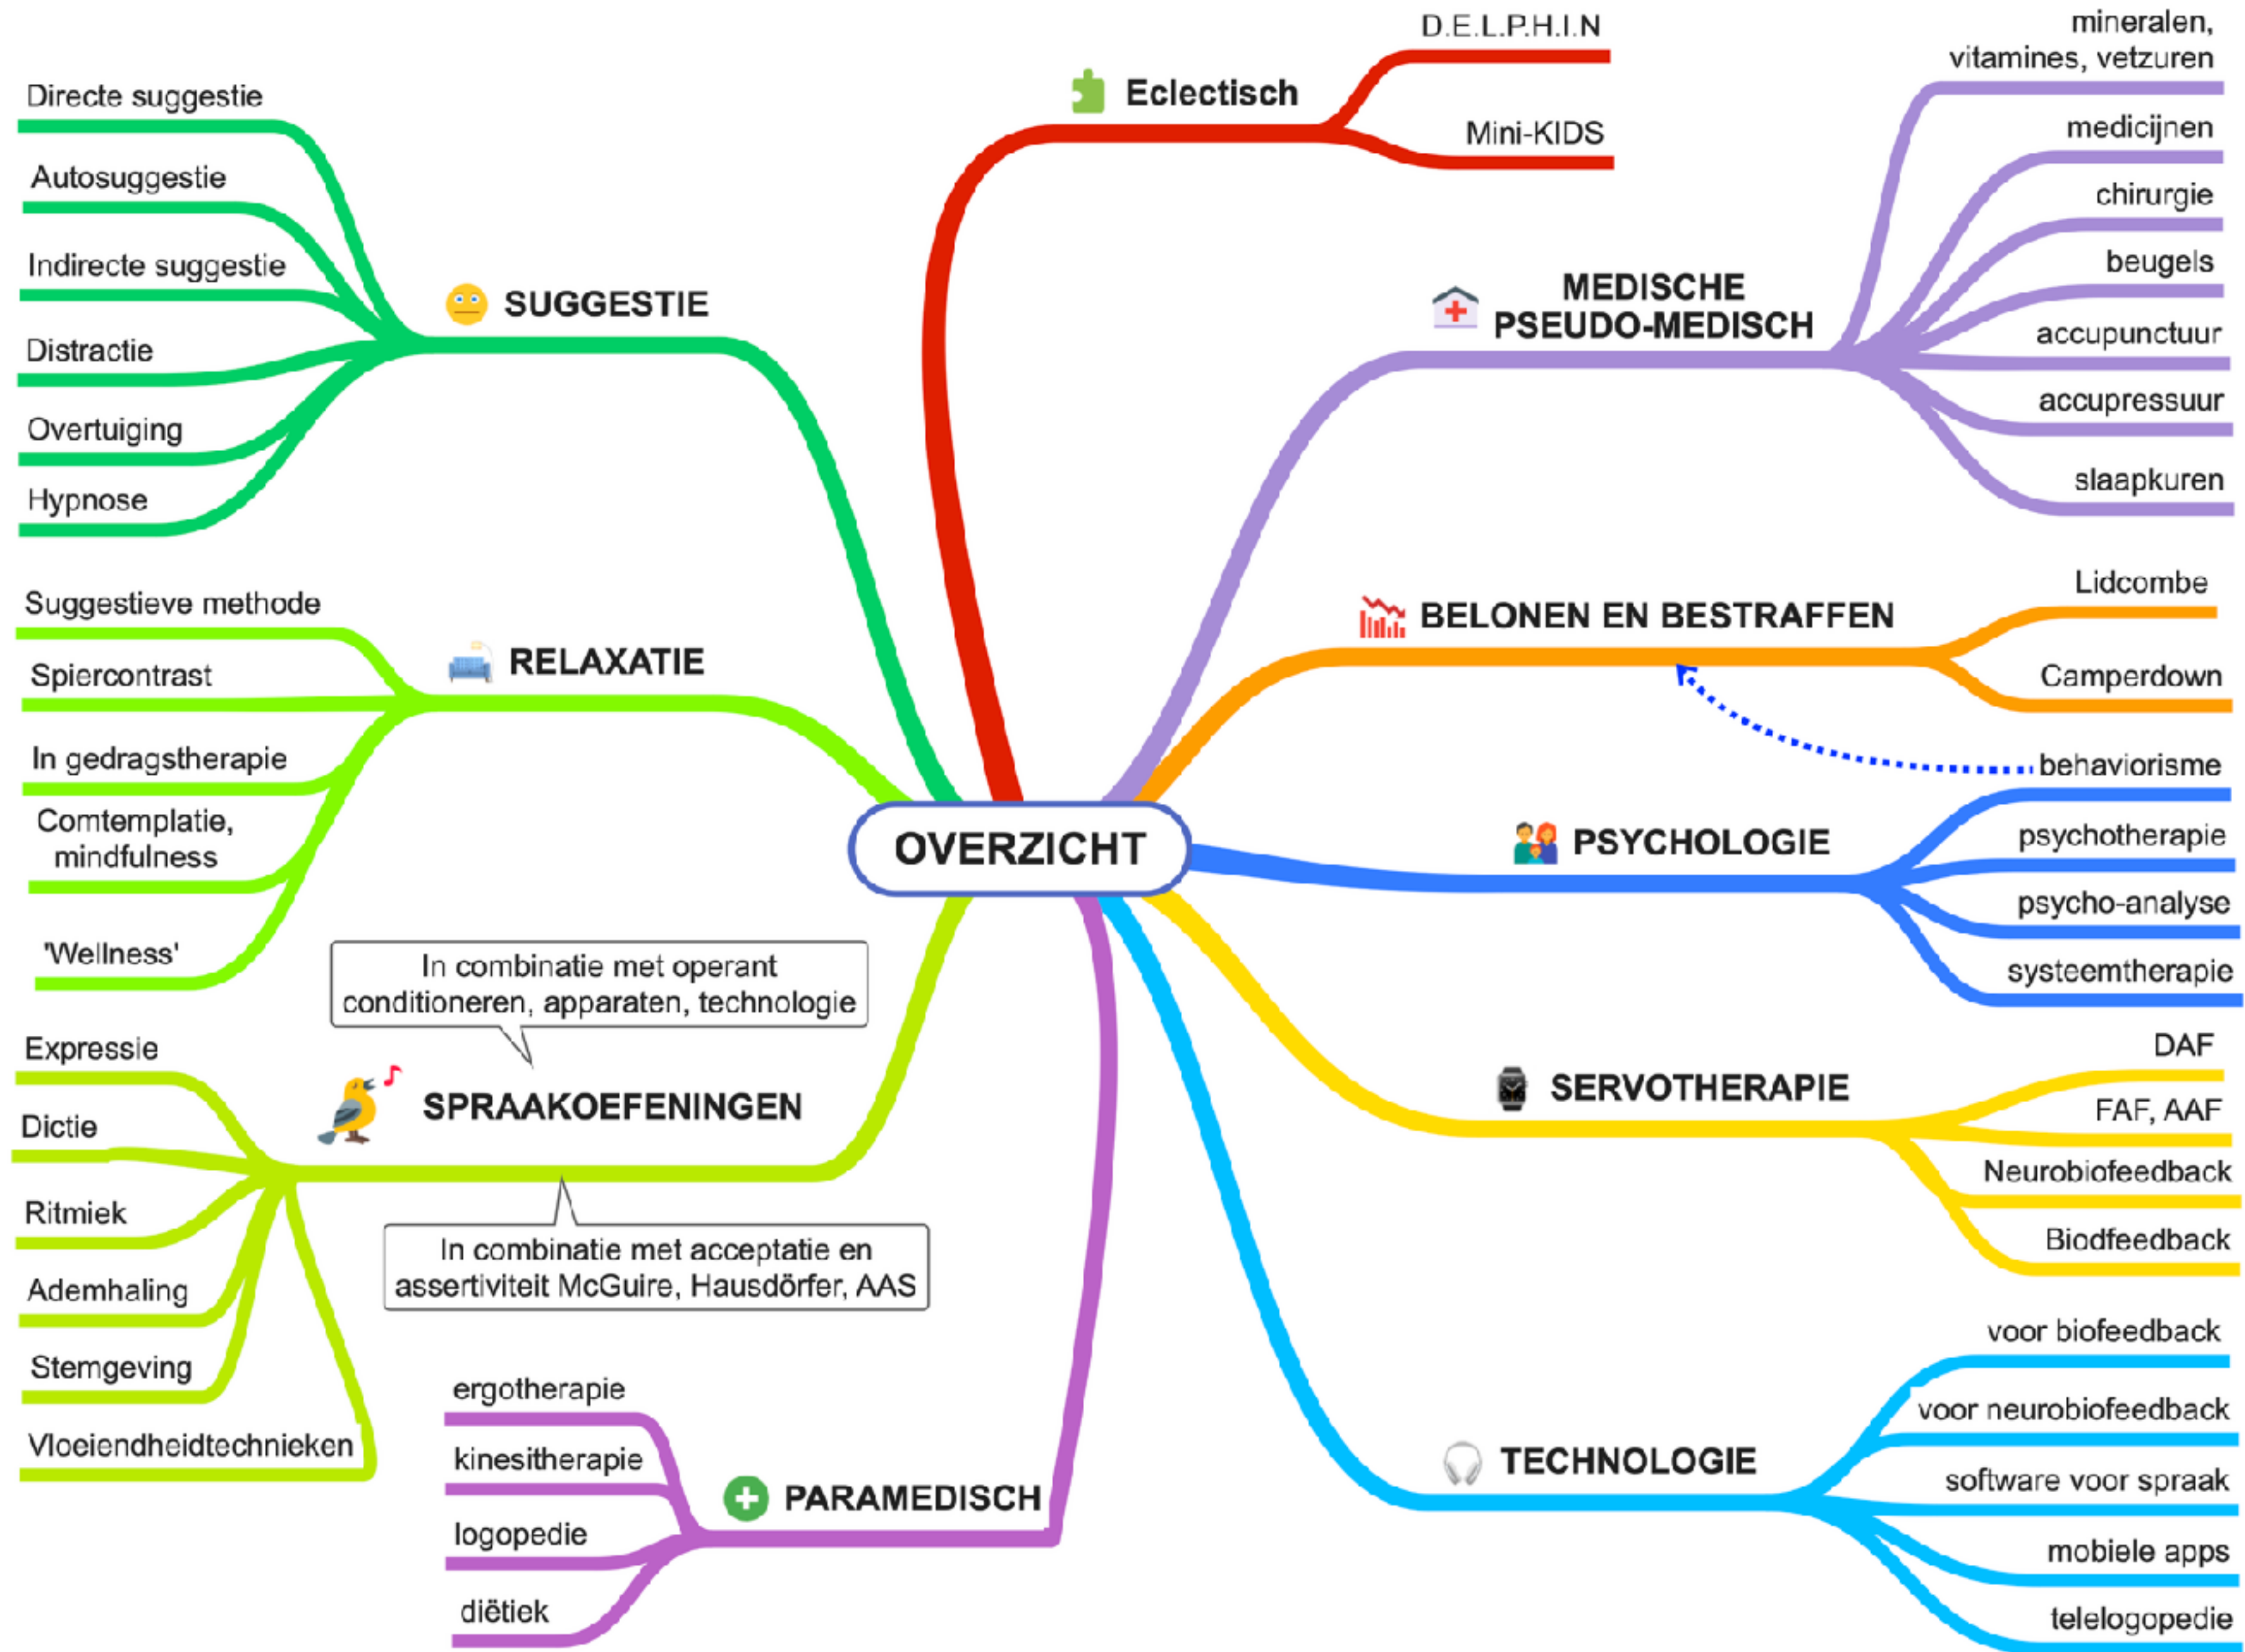 OVERZICHT
Eclectisch
D.E.L.P.H.I.N
Mini-KIDS
MEDISCHE
PSEUDO-MEDISCH
mineralen,
vitamines, vetzuren
medicijnen
chirurgie
beugels
accupunctuur
accupressuur
slaapkuren
BELONEN EN BESTRAFFEN
Lidcombe
Camperdown
PSYCHOLOGIE
behaviorisme
psychotherapie
psycho-analyse
systeemtherapie
SERVOTHERAPIE
DAF
FAF, AAF
Neurobiofeedback
Biodfeedback
TECHNOLOGIE
voor biofeedback
voor neurobiofeedback
software voor spraak
mobiele apps
telelogopedie
PARAMEDISCH
ergotherapie
kinesitherapie
logopedie
diëtiek
SPRAAKOEFENINGEN
In combinatie met operant
conditioneren, apparaten, technologie
In combinatie met acceptatie en
assertiviteit McGuire, Hausdörfer, AAS
Expressie
Dictie
Ritmiek
Ademhaling
Stemgeving
Vloeiendheidtechnieken
RELAXATIE
Suggestieve methode
Spiercontrast
In gedragstherapie
Comtemplatie,
mindfulness
'Wellness'
SUGGESTIE
Directe suggestie
Autosuggestie
Indirecte suggestie
Distractie
Overtuiging
Hypnose